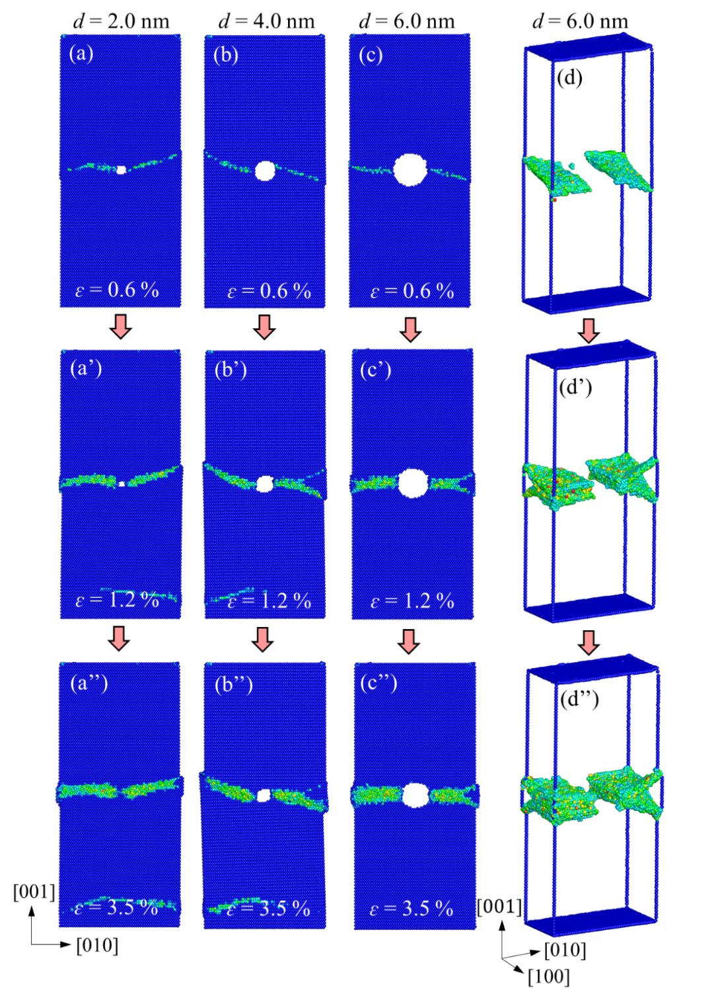 d = 2.0 nm d = 4.0 nm d = 6.0 nm d = 6.0 nm
(a) (b) (c) (d)
ε = 0.6 % ε = 0.6 % ε = 0.6 %
(a’) (b’) (c’) (d’)
ε = 1.2 % ε = 1.2 % ε = 1.2 %
(a’’) (b’’) (c’’) (d’’)
ε = 3.5 % ε = 3.5 % ε = 3.5 %
[001] [001]
[010] [010]
[100]